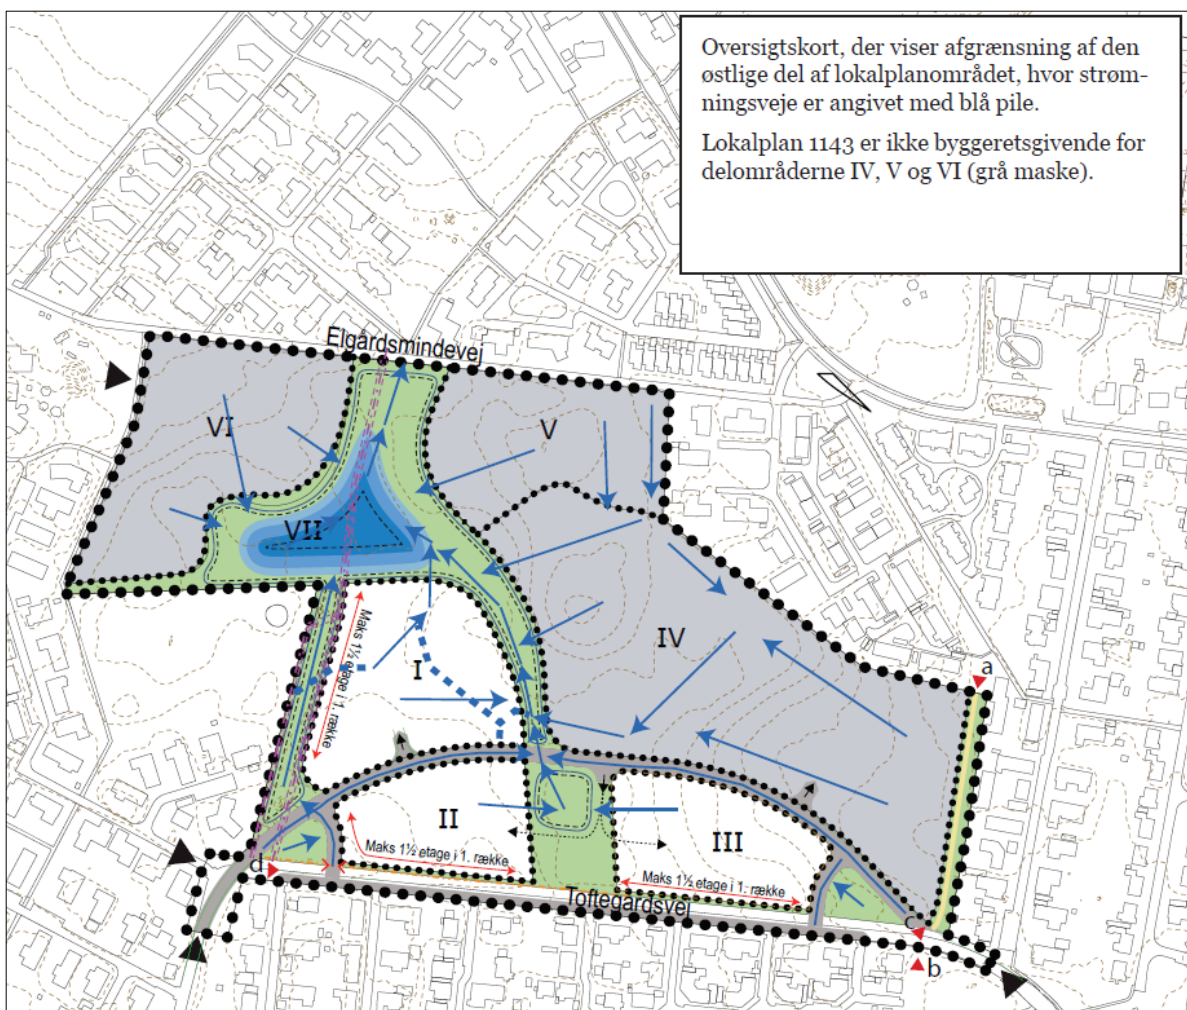 Oversigtskort, der viser afgrænsning af den
østlige del af lokalplanområdet, hvor strøm-
ningsveje er angivet med blå pile.
Lokalplan 1143 er ikke byggeretsgivende for
delområderne IV, V og VI (grå maske).
Elgårdsmindevej
VI
V
VII
IV
I
Maks 1½ etage i 1. række
a
II
III
Maks 1½ etage i 1. række
Maks 1½ etage i 1. række
d
Toftegårdsvej
C
b